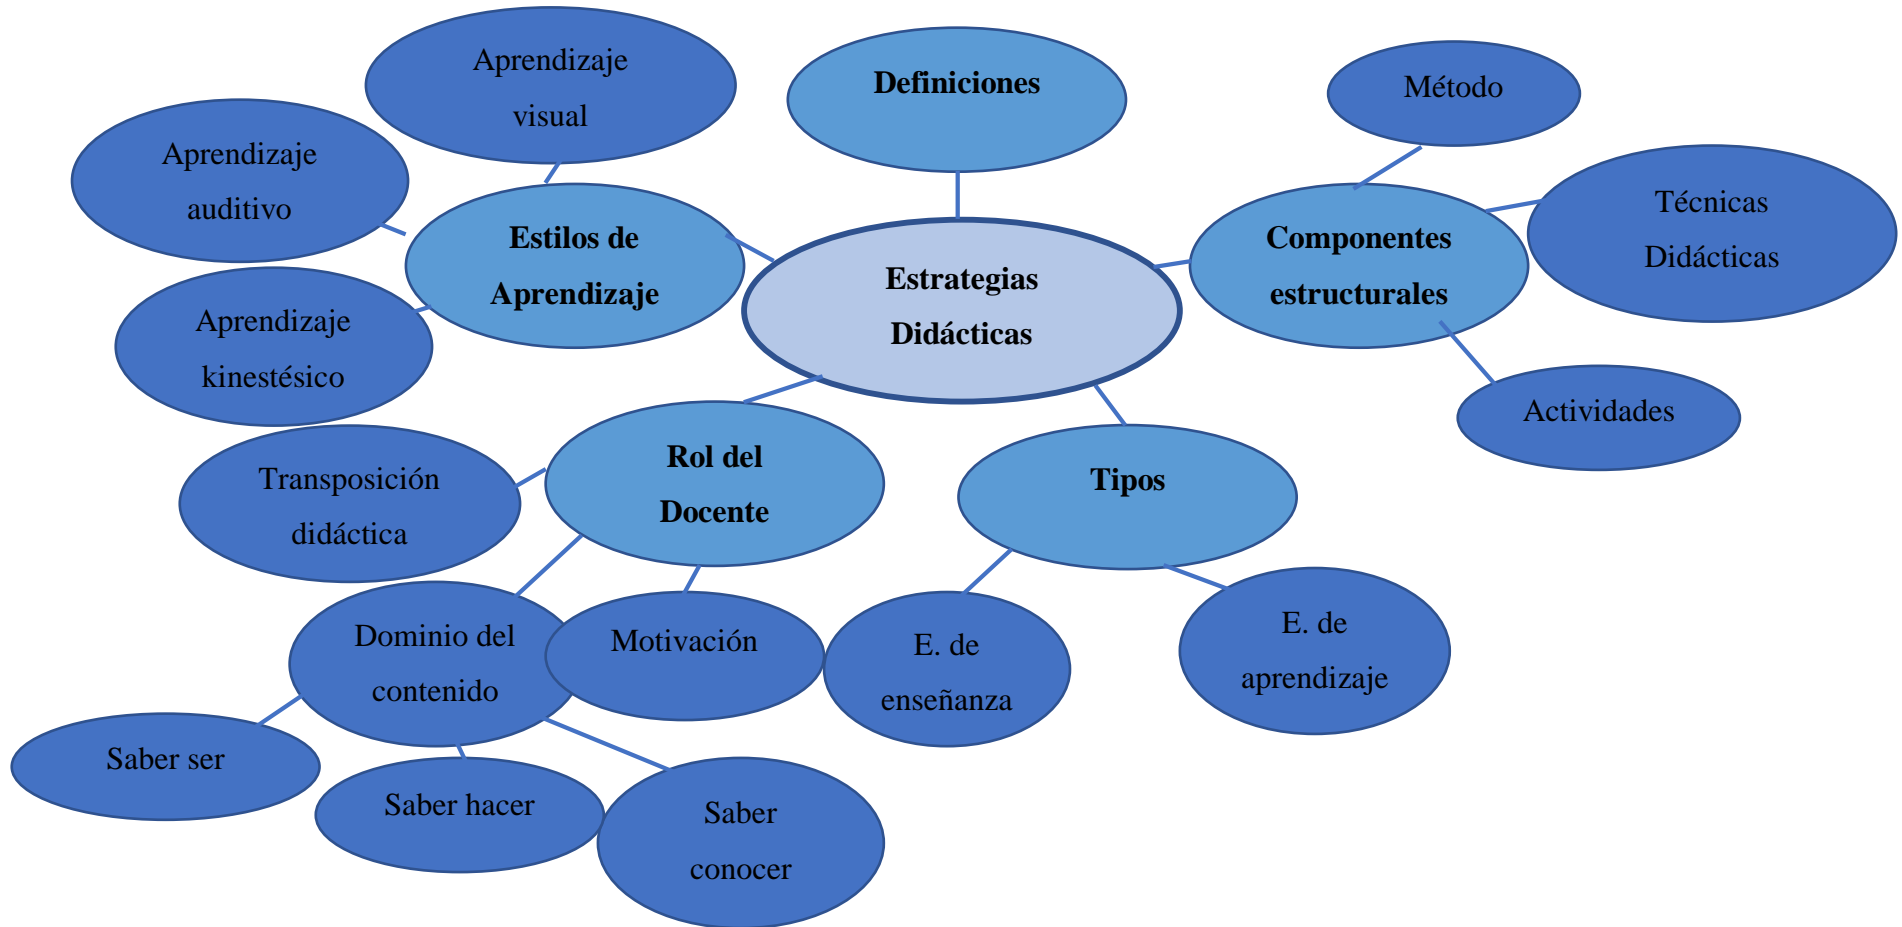 Aprendizaje
visual
Definiciones
Método
Aprendizaje
auditivo
Técnicas
Didácticas
Estilos de
Aprendizaje
Estrategias
Didácticas
Componentes
estructurales
Aprendizaje
kinestésico
Actividades
Transposición
didáctica
Rol del
Docente
Tipos
Dominio del
contenido
Motivación
E. de
enseñanza
E. de
aprendizaje
Saber ser
Saber hacer
Saber
conocer